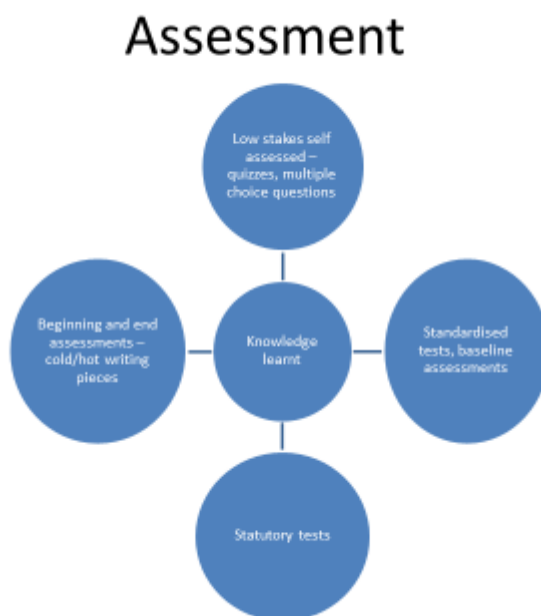 Assessment
Low stakes self
assessed –
quizzes, multiple
choice questions
Beginning and end
assessments –
cold/hot writing
pieces
Knowledge
learnt
Standardised
tests, baseline
assessments
Statutory tests